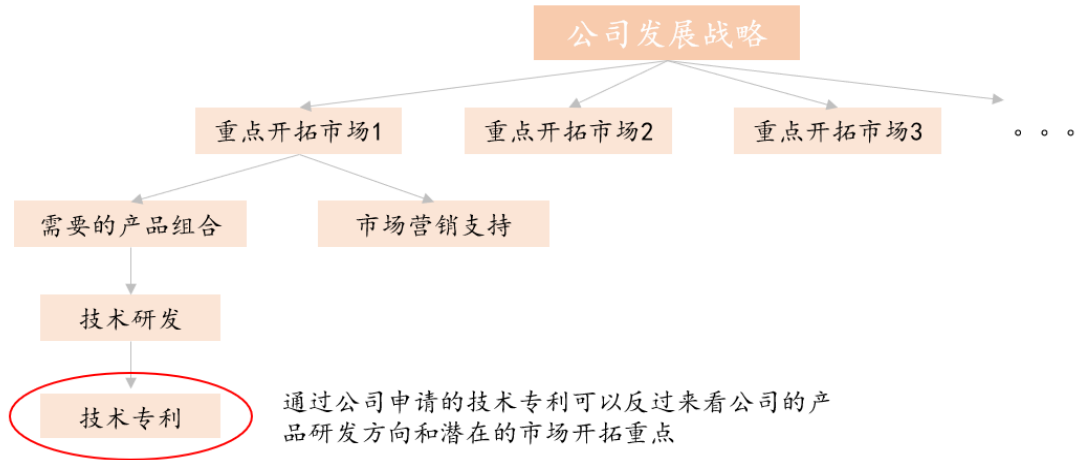 公司发展战略
重点开拓市场1
重点开拓市场2
重点开拓市场3
。。。
需要的产品组合
市场营销支持
技术研发
技术专利
通过公司申请的技术专利可以反过来看公司的产
品研发方向和潜在的市场开拓重点